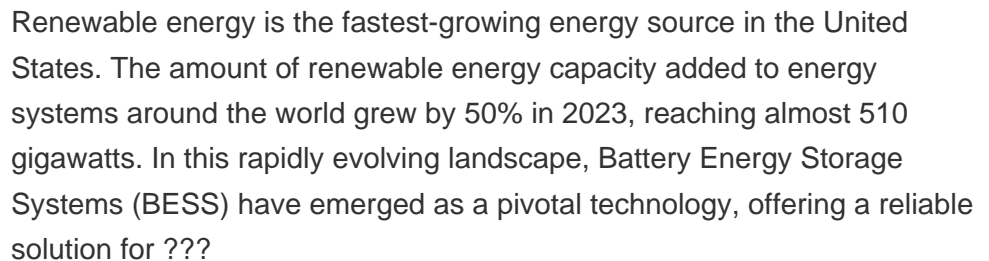 Renewable energy is the fastest-growing energy source in the United
States. The amount of renewable energy capacity added to energy
systems around the world grew by 50% in 2023, reaching almost 510
gigawatts. In this rapidly evolving landscape, Battery Energy Storage
Systems (BESS) have emerged as a pivotal technology, offering a reliable
solution for ???